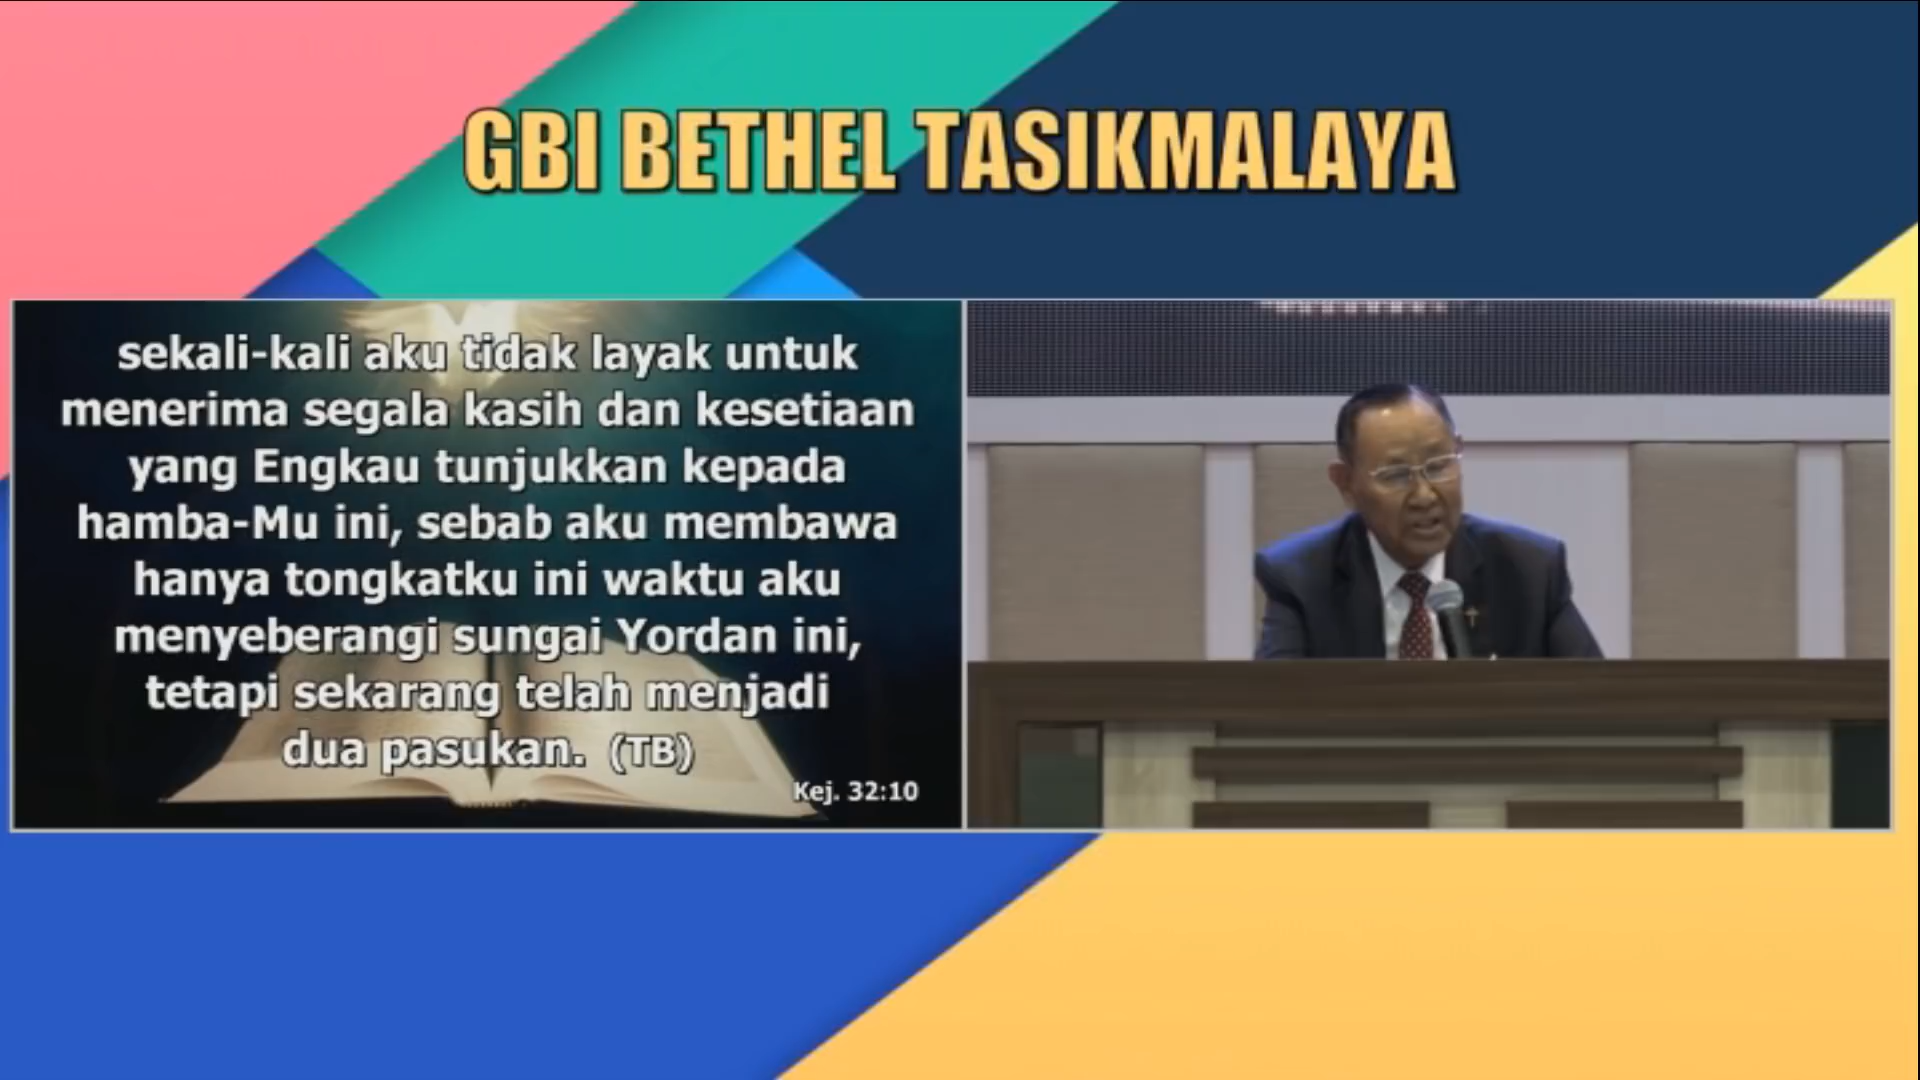 GBI BETHEL TASIKMALAYA
sekali-kali aku tidak layak untuk
menerima segala kasih dan kesetiaan
yang Engkau tunjukkan kepada
hamba-Mu ini, sebab aku membawa
hanya tongkatku ini waktu aku
menyeberangi sungai Yordan ini,
tetapi sekarang telah menjadi
dua pasukan. (TB)
Kej. 32:10